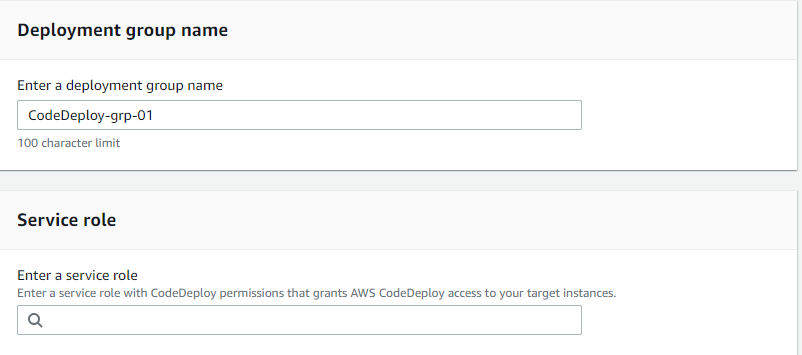 Deployment group name
Enter a deployment group name
CodeDeploy-grp-01
100 character limit
Service role
Enter a service role
Enter a service role with CodeDeploy permissions that grants AWS CodeDeploy access to your target instances.